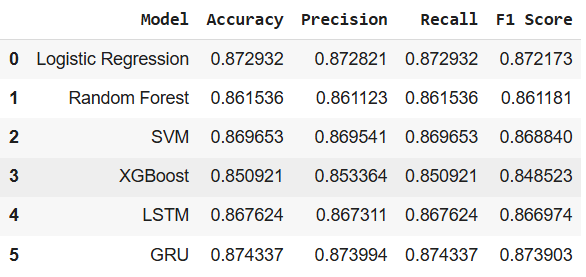 Model Accuracy Precision Recall F1 Score
0 Logistic Regression 0.872932 0.872821 0.872932 0.872173
1 Random Forest 0.861536 0.861123 0.861536 0.861181
2 SVM 0.869653 0.869541 0.869653 0.868840
3 XGBoost 0.850921 0.853364 0.850921 0.848523
4 LSTM 0.867624 0.867311 0.867624 0.866974
5 GRU 0.874337 0.873994 0.874337 0.873903